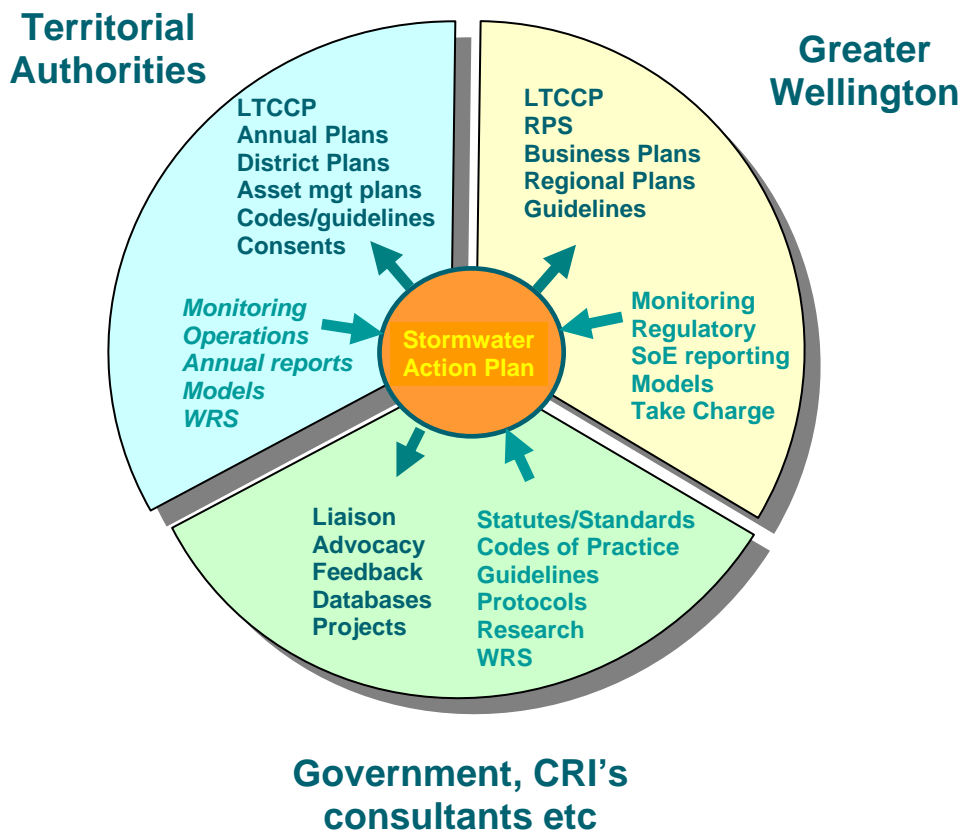 Territorial
Authorities
Greater
Wellington
LTCCP
Annual Plans
District Plans
Asset mgt plans
Codes/guidelines
Consents
LTCCP
RPS
Business Plans
Regional Plans
Guidelines
Monitoring
Operations
Annual reports
Models
WRS
Stormwater
Action Plan
Monitoring
Regulatory
SoE reporting
Models
Take Charge
Liaison
Advocacy
Feedback
Databases
Projects
Statutes/Standards
Codes of Practice
Guidelines
Protocols
Research
WRS
Government, CRI’s
consultants etc